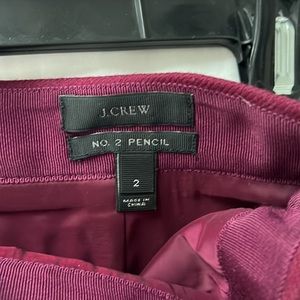 J.CREW
NO. 2 PENCIL
2
MADE IN
CHINA